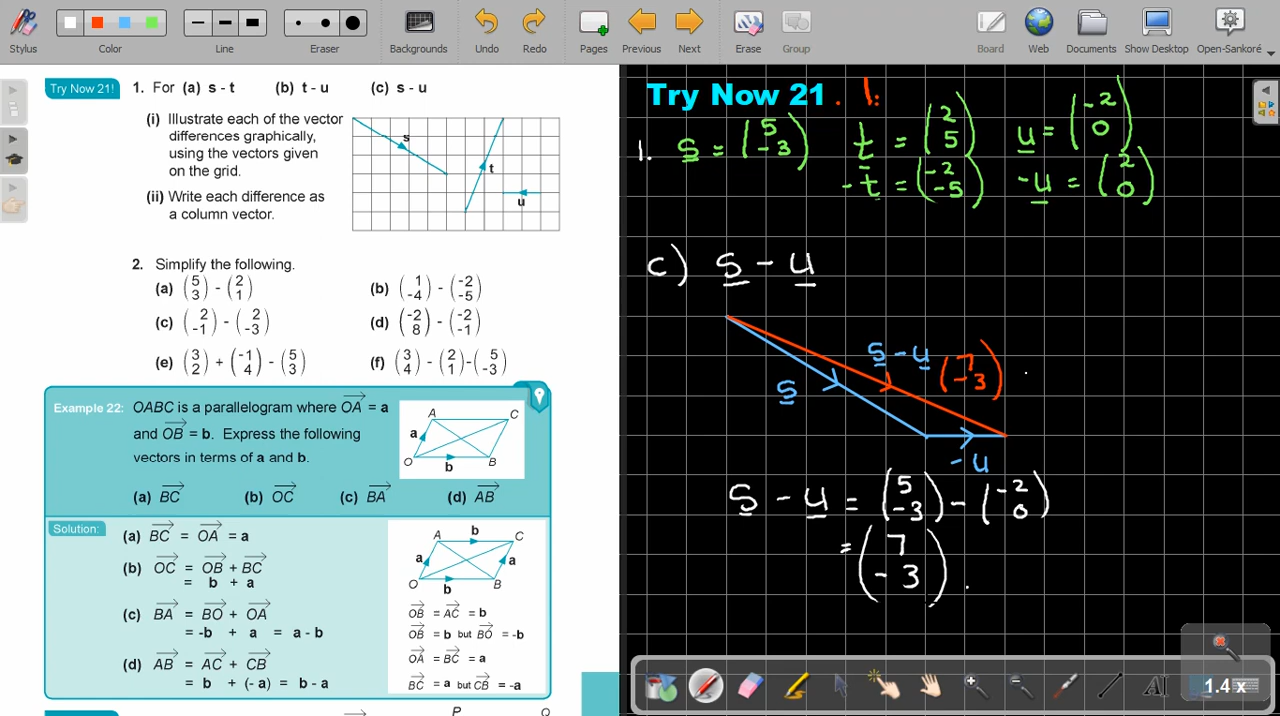 Stylus Color Line Eraser Backgrounds Undo Redo Pages Previous Next Erase Group Board Web Documents Show Desktop Open-Sankoré
Try Now 21! 1. For (a) s - t (b) t - u (c) s - u
(i) Illustrate each of the vector
differences graphically,
using the vectors given
on the grid.
(ii) Write each difference as
a column vector.
s
t
u
2. Simplify the following.
(a) (5 3) - (2 1) (b) (1 -4) - (-2 -5)
(c) (2 -1) - (2 -3) (d) (-2 8) - (-2 -1)
(e) (3 2) + (-1 4) - (5 3) (f) (3 4) - (2 1) - (5 -3)
Example 22: OABC is a parallelogram where OA = a
and OB = b. Express the following
vectors in terms of a and b.
A C
a
O b B
(a) BC (b) OC (c) BA (d) AB
Solution:
(a) BC = OA = a
(b) OC = OB + BC
= b + a
(c) BA = BO + OA
= -b + a = a - b
(d) AB = AC + CB
= b + (-a) = b - a
b
A C
a a
O B
b
OB = AC = b
OB = b but BO = -b
OA = BC = a
BC = a but CB = -a
P Q
Try Now 21 . 1:
1. s = (5 -3) t = (2 5) u = (-2 0)
-t = (-2 -5) -u = (2 0)
c) s - u
s - u (7 -3)
s
-u
s - u = (5 -3) - (-2 0)
= (7 -3) .
1.4 x